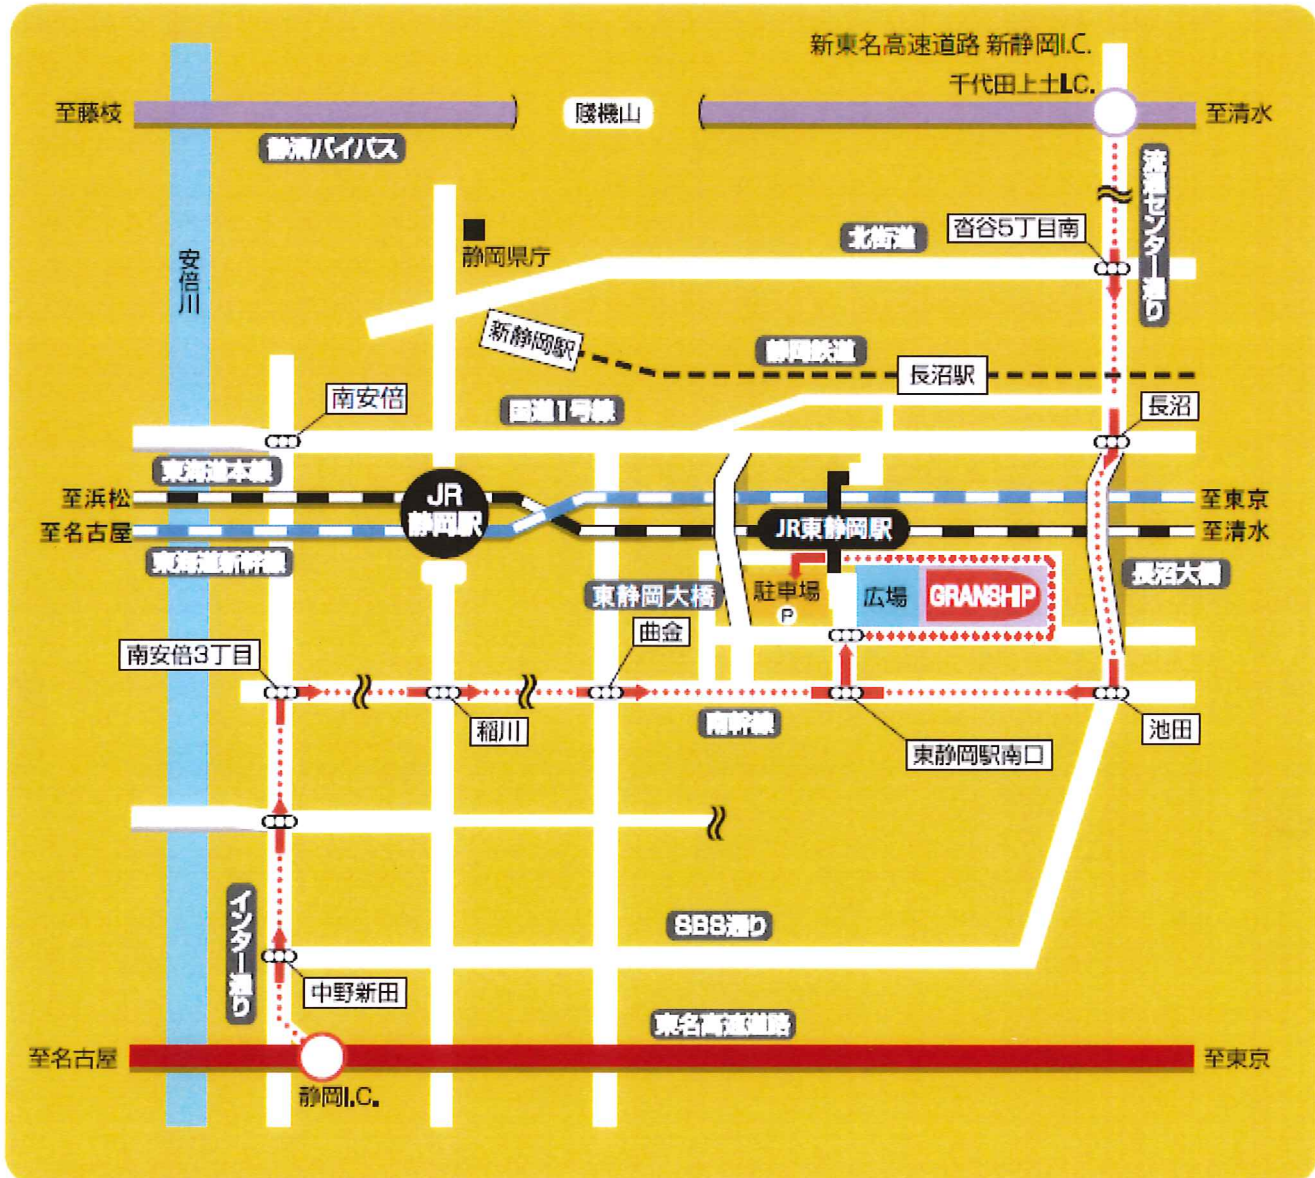 新東名高速道路 新静岡I.C.
千代田上土I.C.
至藤枝
賤機山
至清水
静清バイパス
流通センター通り
安倍川
静岡県庁
北街道
沓谷5丁目南
新静岡駅
静岡鉄道
長沼駅
南安倍
国道1号線
長沼
東海道本線
至浜松
JR
静岡駅
至東京
至名古屋
JR東静岡駅
至清水
東海道新幹線
東静岡大橋
駐車場
P
広場
GRANSHIP
長沼大橋
曲金
南安倍3丁目
稲川
南幹線
東静岡駅南口
池田
インター通り
SBS通り
中野新田
東名高速道路
至名古屋
至東京
静岡I.C.